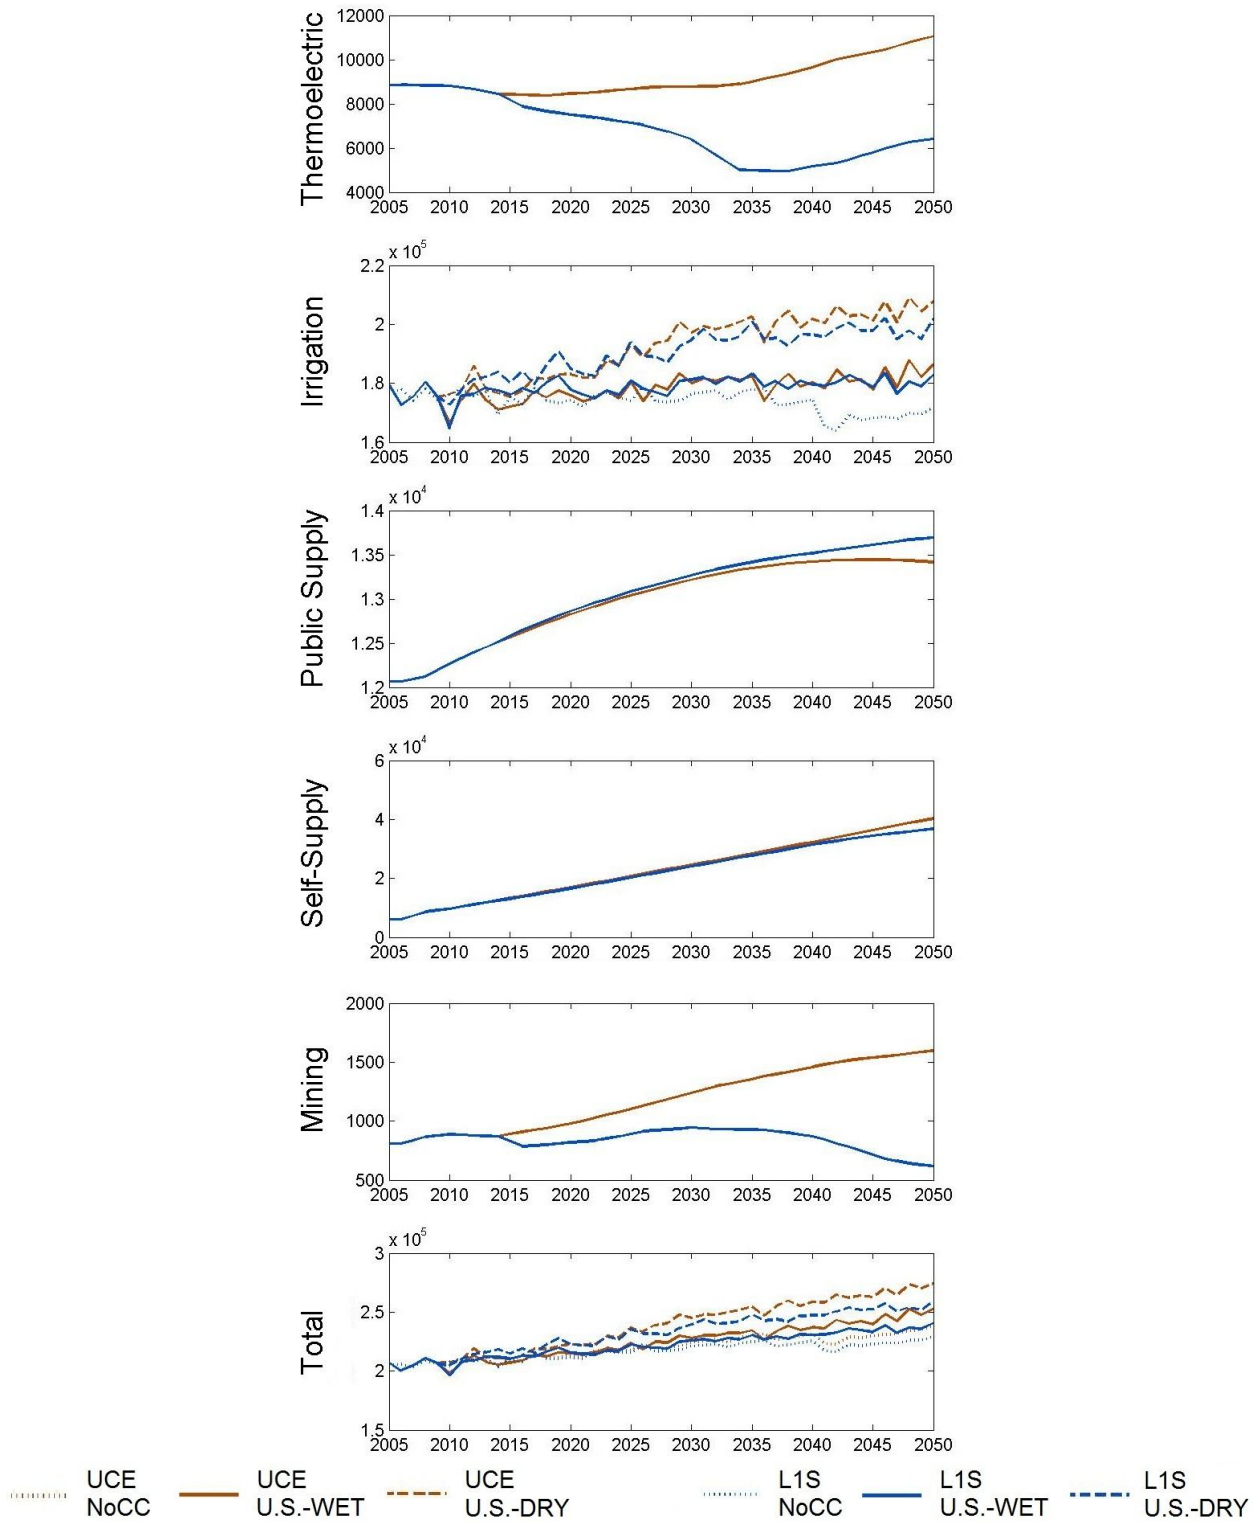 Thermoelectric
12000
10000
8000
6000
4000
2005 2010 2015 2020 2025 2030 2035 2040 2045 2050
Irrigation
x 10^5
2.2
2
1.8
1.6
2005 2010 2015 2020 2025 2030 2035 2040 2045 2050
Public Supply
x 10^4
1.4
1.35
1.3
1.25
1.2
2005 2010 2015 2020 2025 2030 2035 2040 2045 2050
Self-Supply
x 10^4
6
4
2
0
2005 2010 2015 2020 2025 2030 2035 2040 2045 2050
Mining
2000
1500
1000
500
2005 2010 2015 2020 2025 2030 2035 2040 2045 2050
Total
x 10^5
3
2.5
2
1.5
2005 2010 2015 2020 2025 2030 2035 2040 2045 2050
UCE UCE UCE L1S L1S L1S
NoCC U.S.-WET U.S.-DRY NoCC U.S.-WET U.S.-DRY